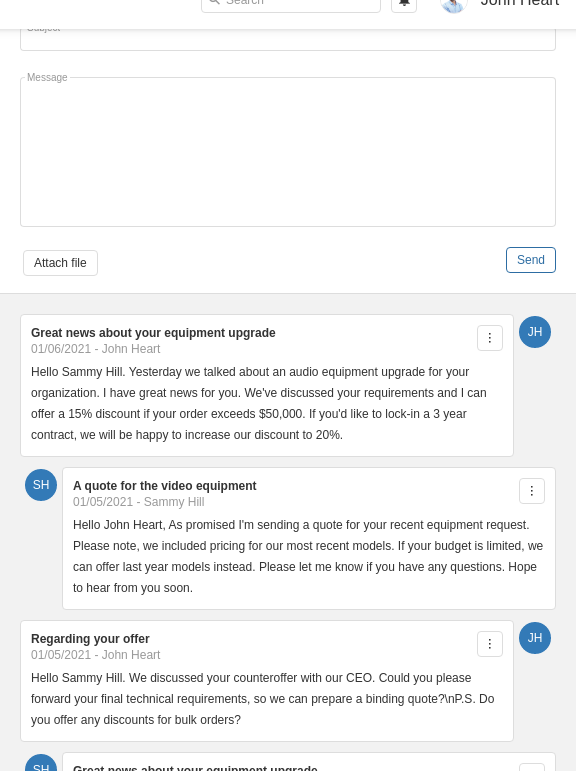 Search
John Heart
Subject
Message
Attach file
Send
Great news about your equipment upgrade
01/06/2021 - John Heart
Hello Sammy Hill. Yesterday we talked about an audio equipment upgrade for your
organization. I have great news for you. We've discussed your requirements and I can
offer a 15% discount if your order exceeds $50,000. If you'd like to lock-in a 3 year
contract, we will be happy to increase our discount to 20%.
JH
SH
A quote for the video equipment
01/05/2021 - Sammy Hill
Hello John Heart, As promised I'm sending a quote for your recent equipment request.
Please note, we included pricing for our most recent models. If your budget is limited, we
can offer last year models instead. Please let me know if you have any questions. Hope
to hear from you soon.
Regarding your offer
01/05/2021 - John Heart
Hello Sammy Hill. We discussed your counteroffer with our CEO. Could you please
forward your final technical requirements, so we can prepare a binding quote?\nP.S. Do
you offer any discounts for bulk orders?
JH
SH
Great news about your equipment upgrade